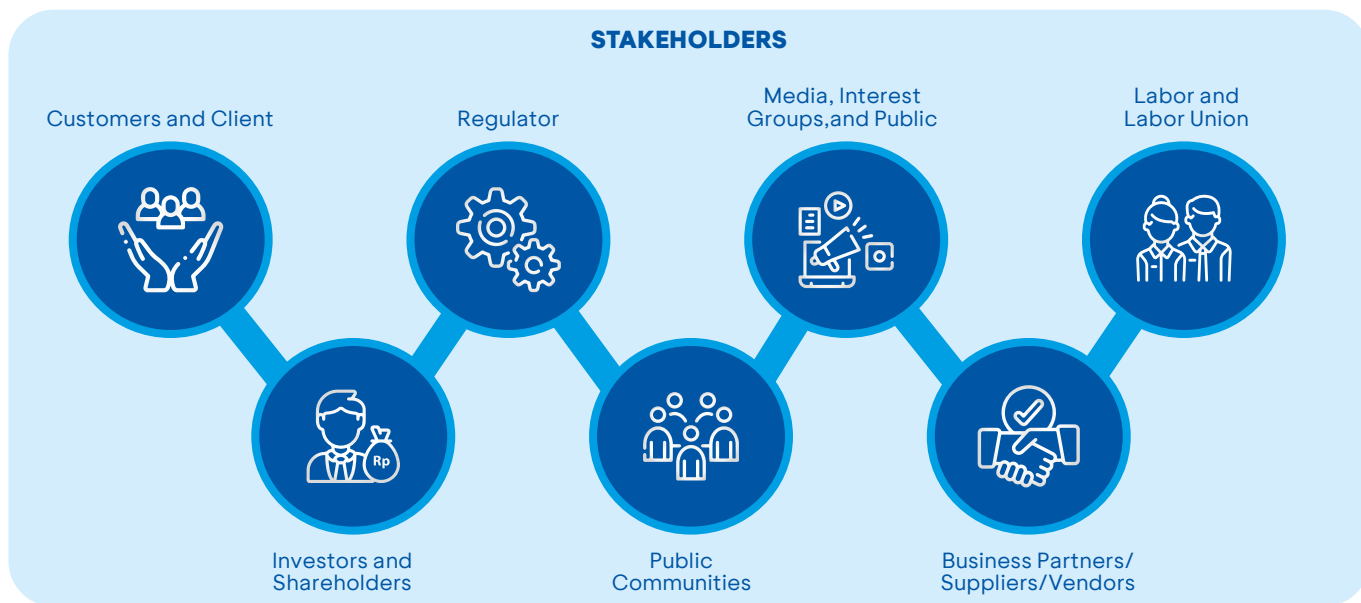 STAKEHOLDERS
Customers and Client
Regulator
Media, Interest
Groups,and Public
Labor and
Labor Union
Rp
Investors and
Shareholders
Public
Communities
Business Partners/
Suppliers/Vendors